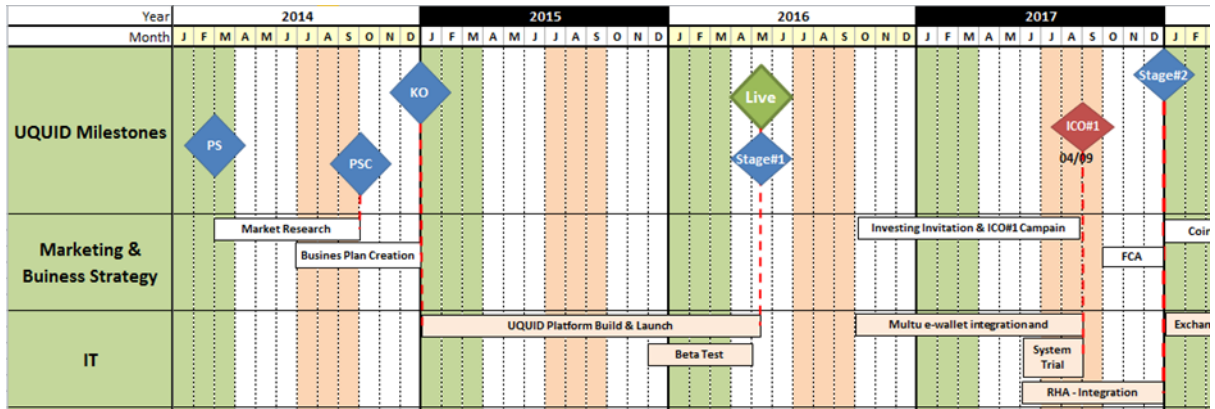 Year 2014 2015 2016 2017
Month J F M A M J J A S O N D J F M A M J J A S O N D J F M A M J J A S O N D J F M A M J J A S O N D J F
UQUID Milestones
PS
PSC
KO
Live
Stage#1
ICO#1
04/09
Stage#2
Marketing &
Buiness Strategy
Market Research
Busines Plan Creation
Investing Invitation & ICO#1 Campain
FCA
Coin
IT
UQUID Platform Build & Launch
Beta Test
Multu e-wallet integration and
System
Trial
RHA - Integration
Exchan